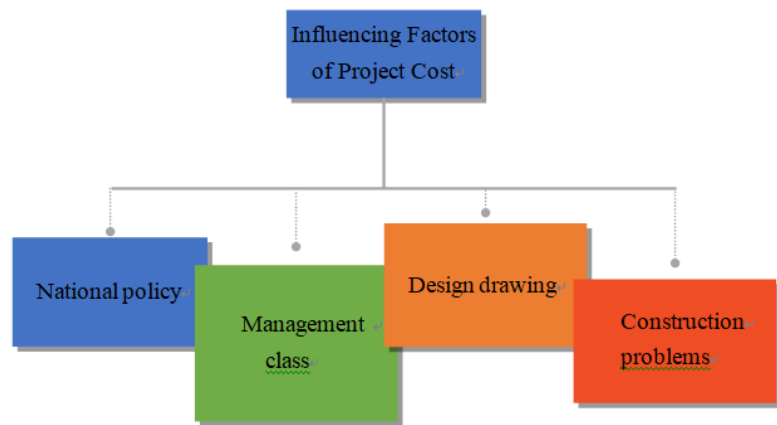 Influencing Factors
of Project Cost
National policy
Management
class
Design drawing
Construction
problems